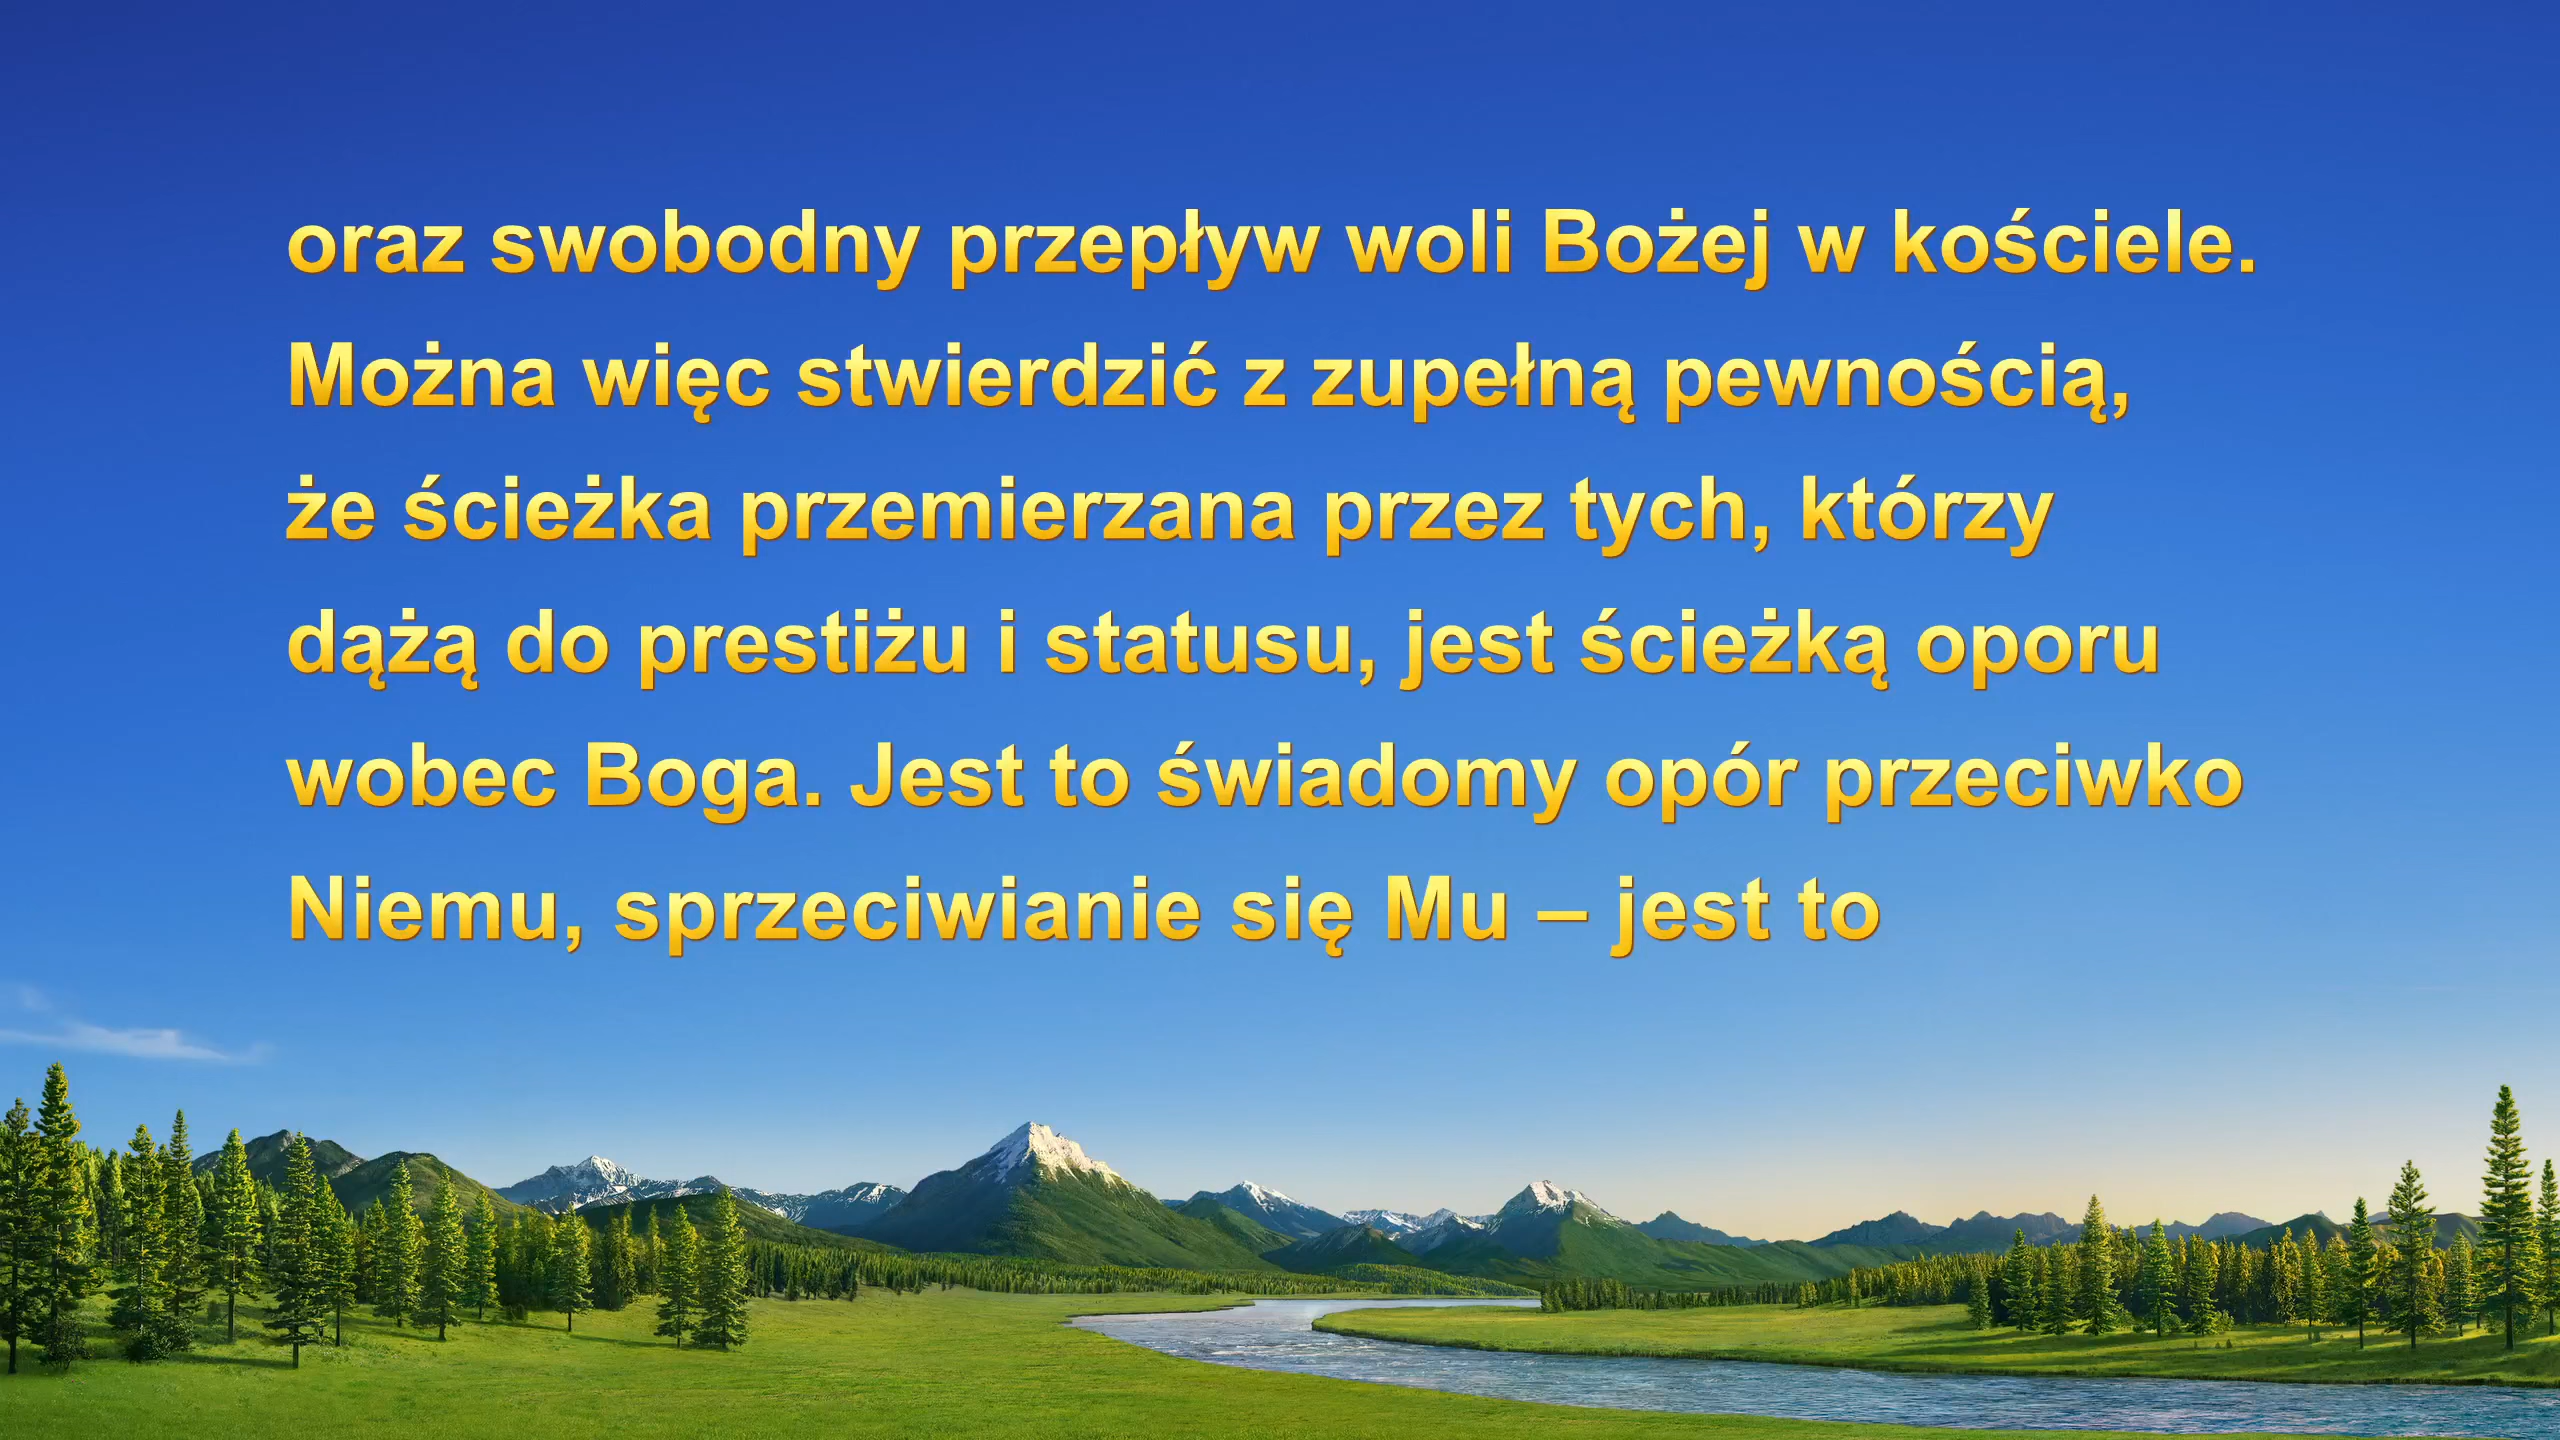 oraz swobodny przepływ woli Bożej w kościele.
Można więc stwierdzić z zupełną pewnością,
że ścieżka przemierzana przez tych, którzy
dążą do prestiżu i statusu, jest ścieżką oporu
wobec Boga. Jest to świadomy opór przeciwko
Niemu, sprzeciwianie się Mu – jest to